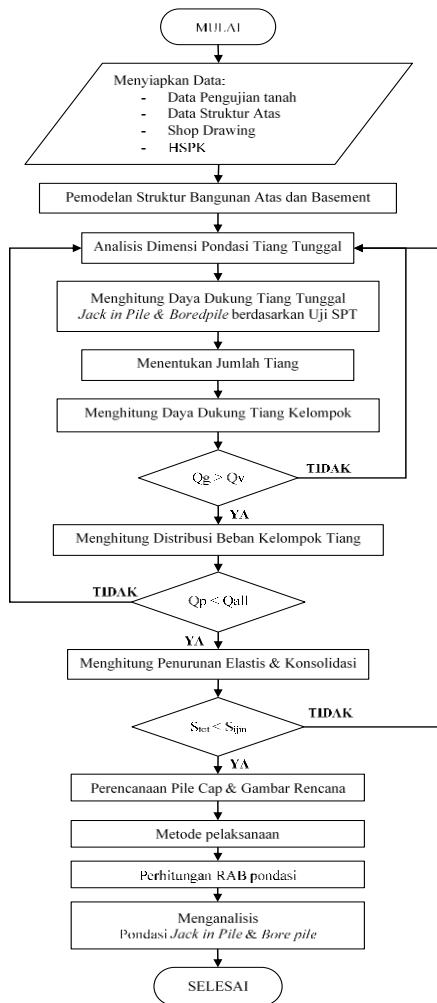 MULAI
Menyiapkan Data:
- Data Pengujian tanah
- Data Struktur Atas
- Shop Drawing
- HSPK
Pemodelan Struktur Bangunan Atas dan Basement
Analisis Dimensi Pondasi Tiang Tunggal
Menghitung Daya Dukung Tiang Tunggal
Jack in Pile & Boredpile berdasarkan Uji SPT
Menentukan Jumlah Tiang
Menghitung Daya Dukung Tiang Kelompok
Qg > Qv
TIDAK
YA
Menghitung Distribusi Beban Kelompok Tiang
TIDAK
Qp < Qall
YA
Menghitung Penurunan Elastis & Konsolidasi
TIDAK
Stot < Sijin
YA
Perencanaan Pile Cap & Gambar Rencana
Metode pelaksanaan
Perhitungan RAB pondasi
Menganalisis
Pondasi Jack in Pile & Bore pile
SELESAI